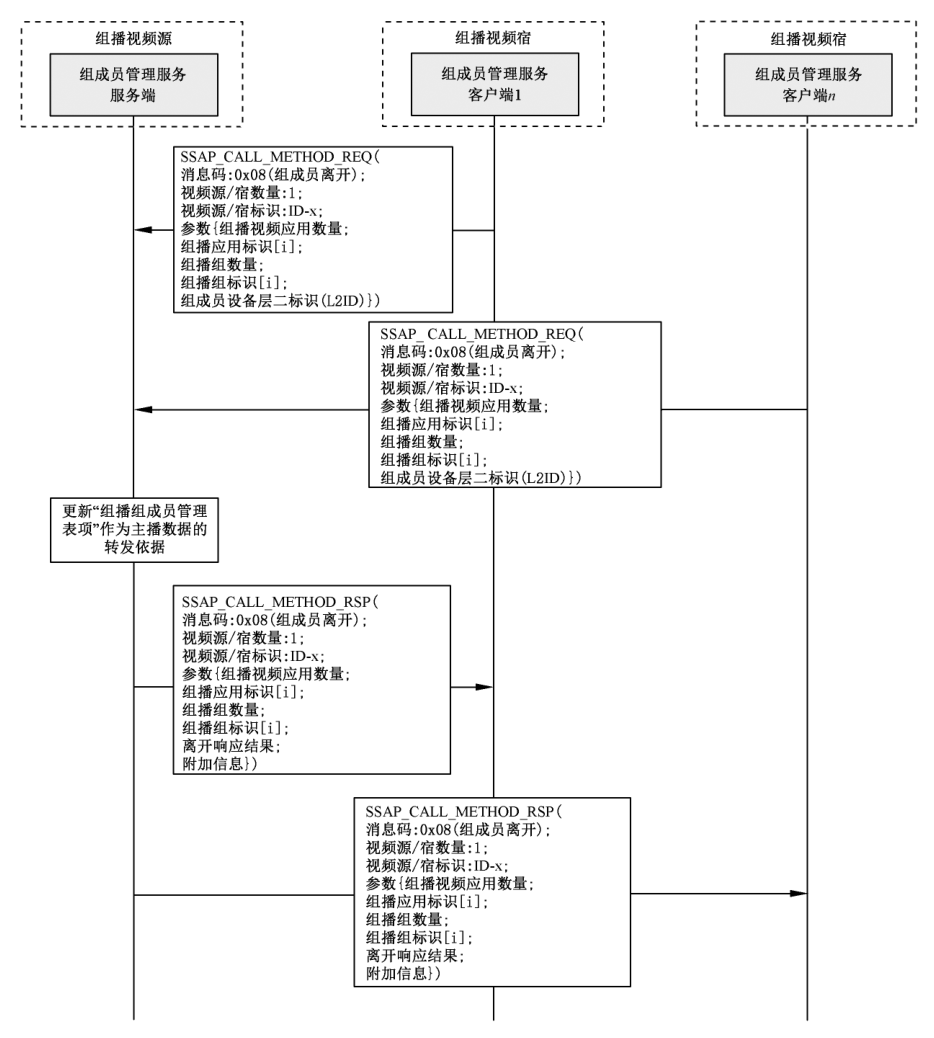 组播视频源
组播视频宿
组播视频宿
组成员管理服务
服务端
组成员管理服务
客户端1
组成员管理服务
客户端n
SSAP_CALL_METHOD_REQ(
消息码:0x08(组成员离开);
视频源/宿数量:1;
视频源/宿标识:ID-x;
参数{组播视频应用数量;
组播应用标识[i];
组播组数量;
组播组标识[i];
组成员设备层二标识(L2ID)})
SSAP_ CALL_METHOD_REQ(
消息码:0x08(组成员离开);
视频源/宿数量:1;
视频源/宿标识:ID-x;
参数{组播视频应用数量;
组播应用标识[i];
组播组数量;
组播组标识[i];
组成员设备层二标识(L2ID)})
更新“组播组成员管理
表项”作为主播数据的
转发依据
SSAP_CALL_METHOD_RSP(
消息码:0x08(组成员离开);
视频源/宿数量:1;
视频源/宿标识:ID-x;
参数{组播视频应用数量;
组播应用标识[i];
组播组数量;
组播组标识[i];
离开响应结果;
附加信息})
SSAP_CALL_METHOD_RSP(
消息码:0x08(组成员离开);
视频源/宿数量:1;
视频源/宿标识:ID-x;
参数{组播视频应用数量;
组播应用标识[i];
组播组数量;
组播组标识[i];
离开响应结果;
附加信息})